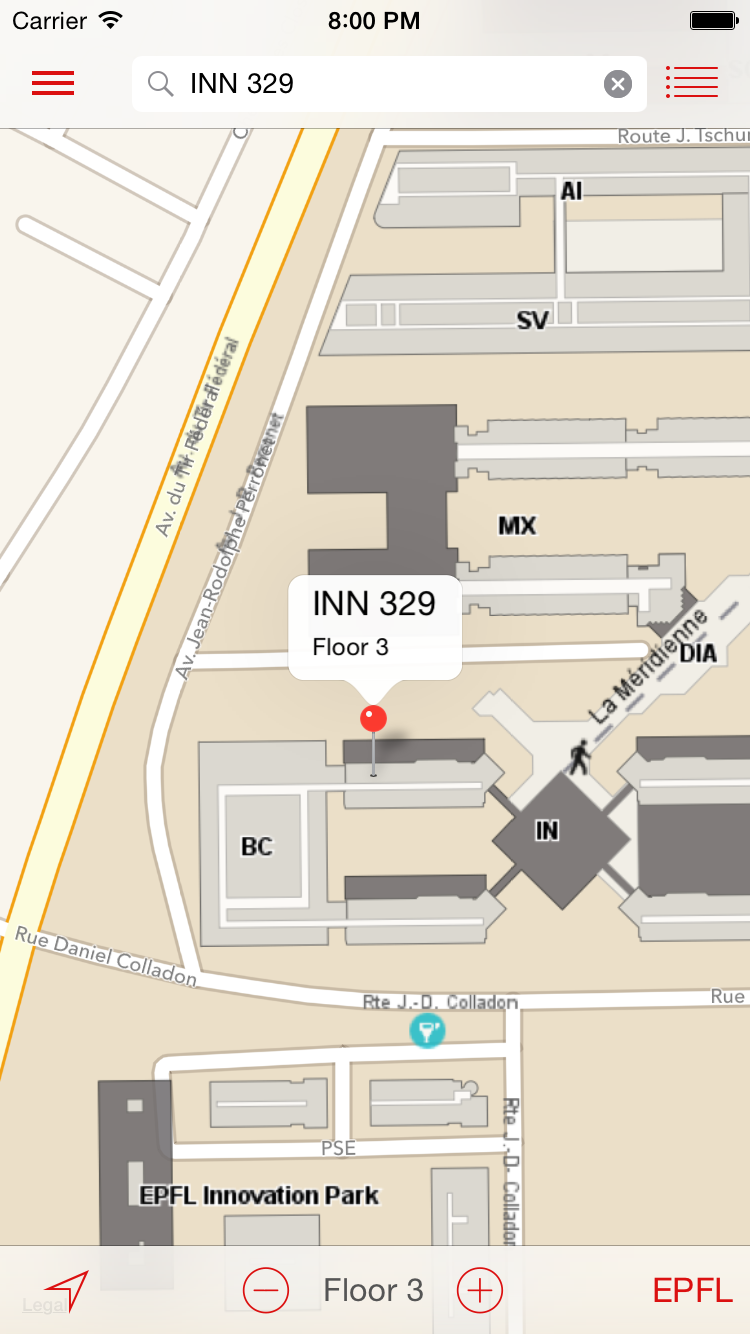 Carrier 8:00 PM
INN 329
Route J. Tschu
AI
SV
Av. du Tir Fédéral
Av. Jean-Rodolphe Perronet
MX
INN 329
Floor 3
La Méridienne
DIA
IN
BC
Rue Daniel Colladon
Rte J.-D. Colladon
Rue
Rte J.-D. Colladon
PSE
EPFL Innovation Park
Floor 3
EPFL
Legal